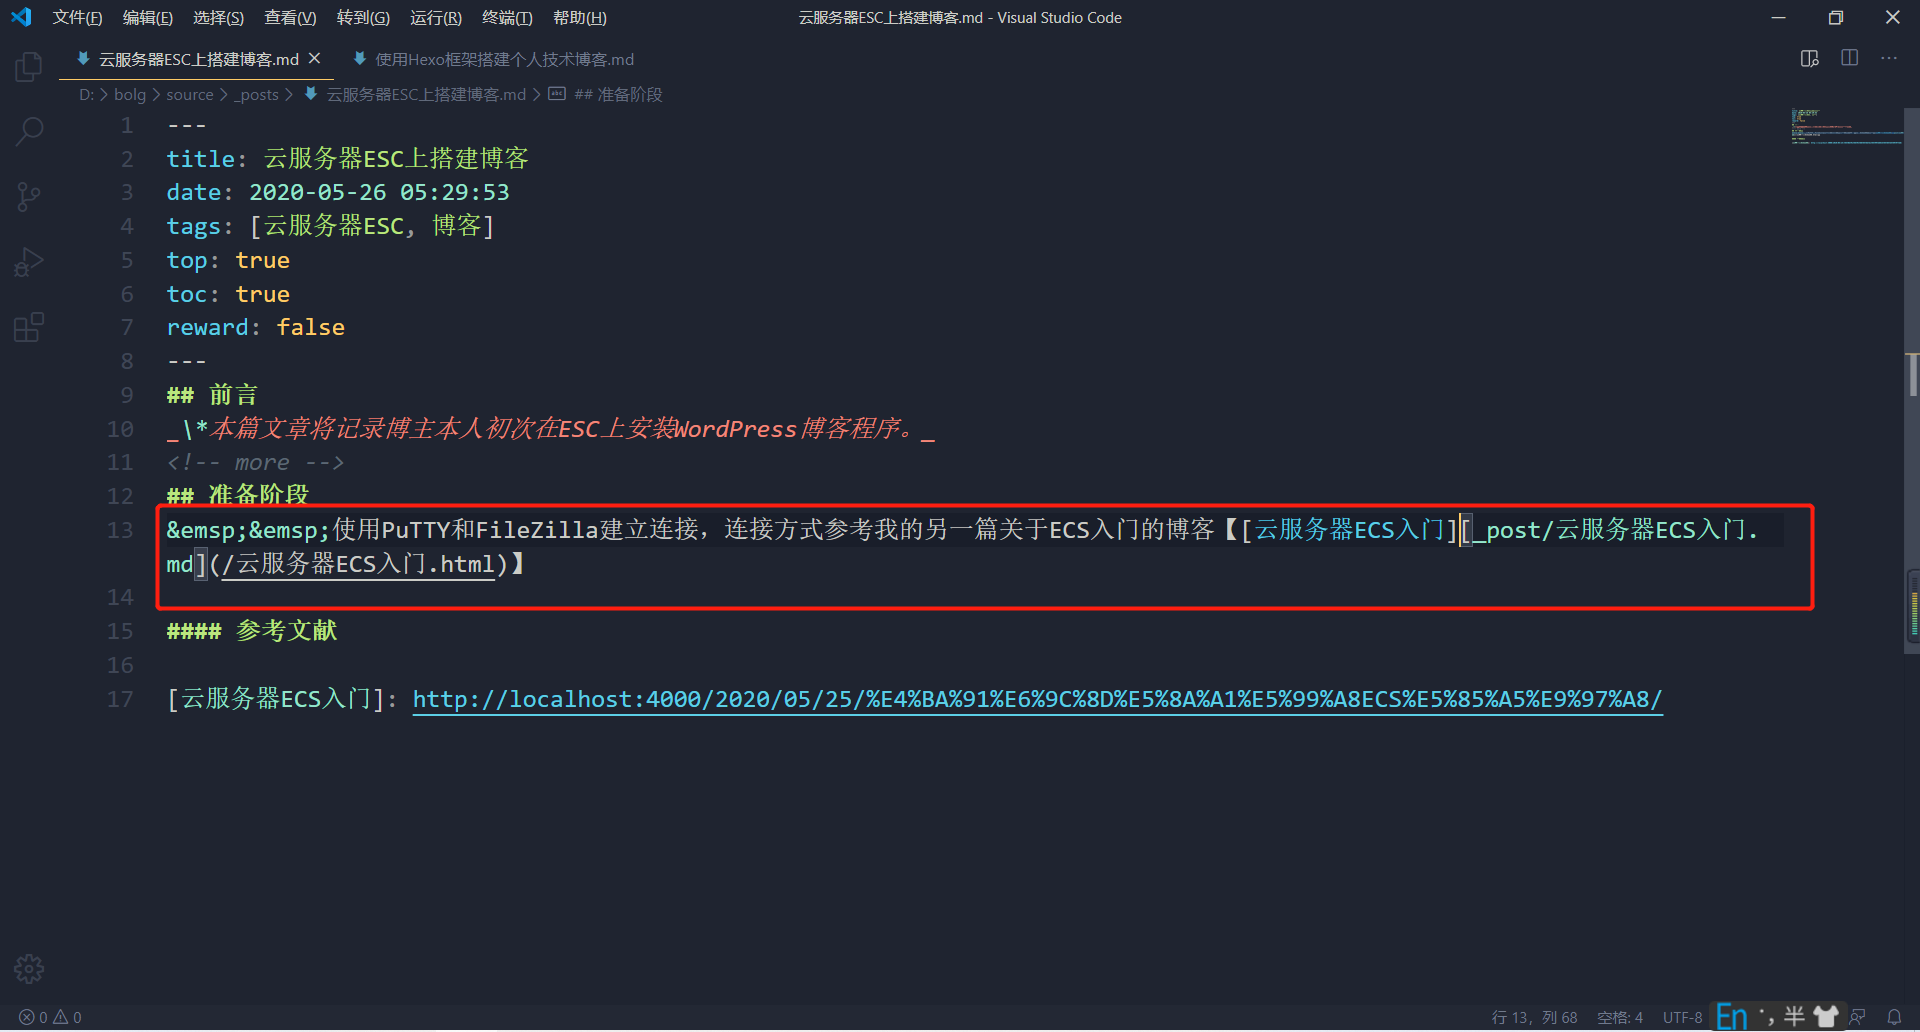 文件(F) 编辑(E) 选择(S) 查看(V) 转到(G) 运行(R) 终端(T) 帮助(H) 云服务器ESC上搭建博客.md - Visual Studio Code
云服务器ESC上搭建博客.md 使用Hexo框架搭建个人技术博客.md
D: > bolg > source > _posts > 云服务器ESC上搭建博客.md > ## 准备阶段
1 ---
2 title: 云服务器ESC上搭建博客
3 date: 2020-05-26 05:29:53
4 tags: [云服务器ESC, 博客]
5 top: true
6 toc: true
7 reward: false
8 ---
9 ## 前言
10 _\*本篇文章将记录博主本人初次在ESC上安装WordPress博客程序。_
11 <!-- more -->
12 ## 准备阶段
13 &emsp;&emsp;使用PuTTY和FileZilla建立连接，连接方式参考我的另一篇关于ECS入门的博客【[云服务器ECS入门][_post/云服务器ECS入门.
md](/云服务器ECS入门.html)】
14
15 #### 参考文献
16
17 [云服务器ECS入门]: http://localhost:4000/2020/05/25/%E4%BA%91%E6%9C%8D%E5%8A%A1%E5%99%A8ECS%E5%85%A5%E9%97%A8/
0 0 行 13，列 68 空格: 4 UTF-8 En 半